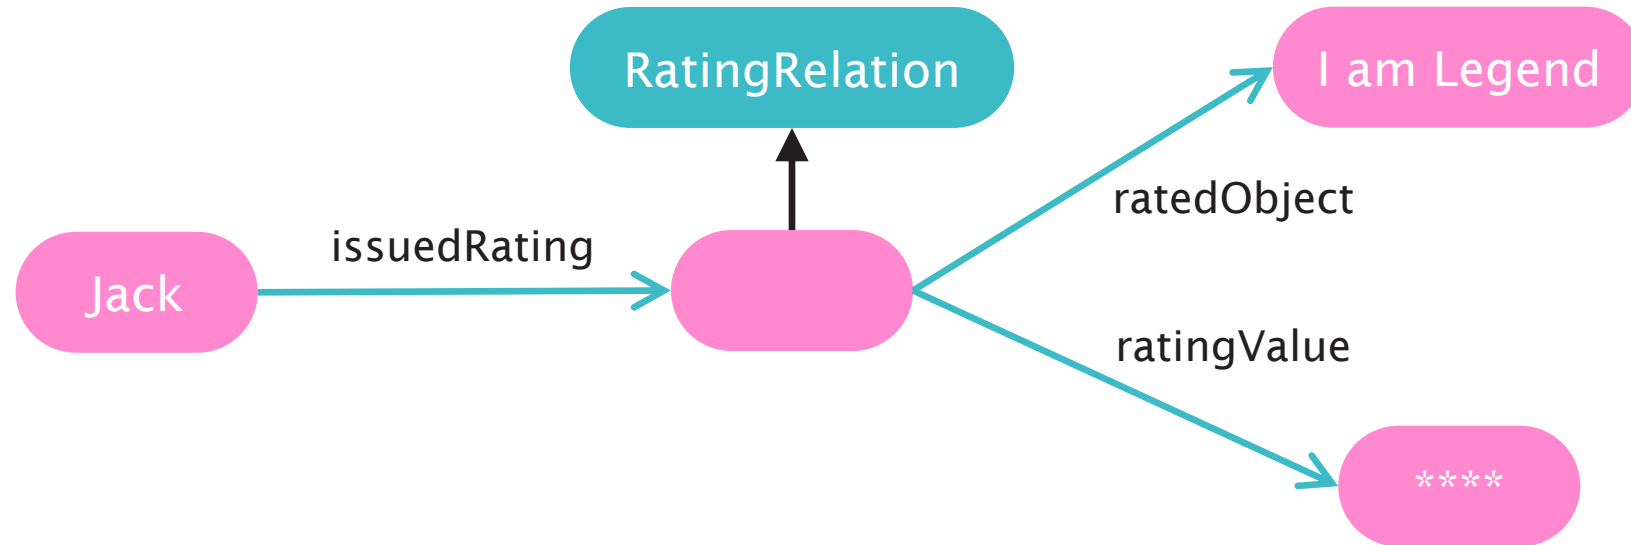 RatingRelation
I am Legend
ratedObject
issuedRating
Jack
ratingValue
****